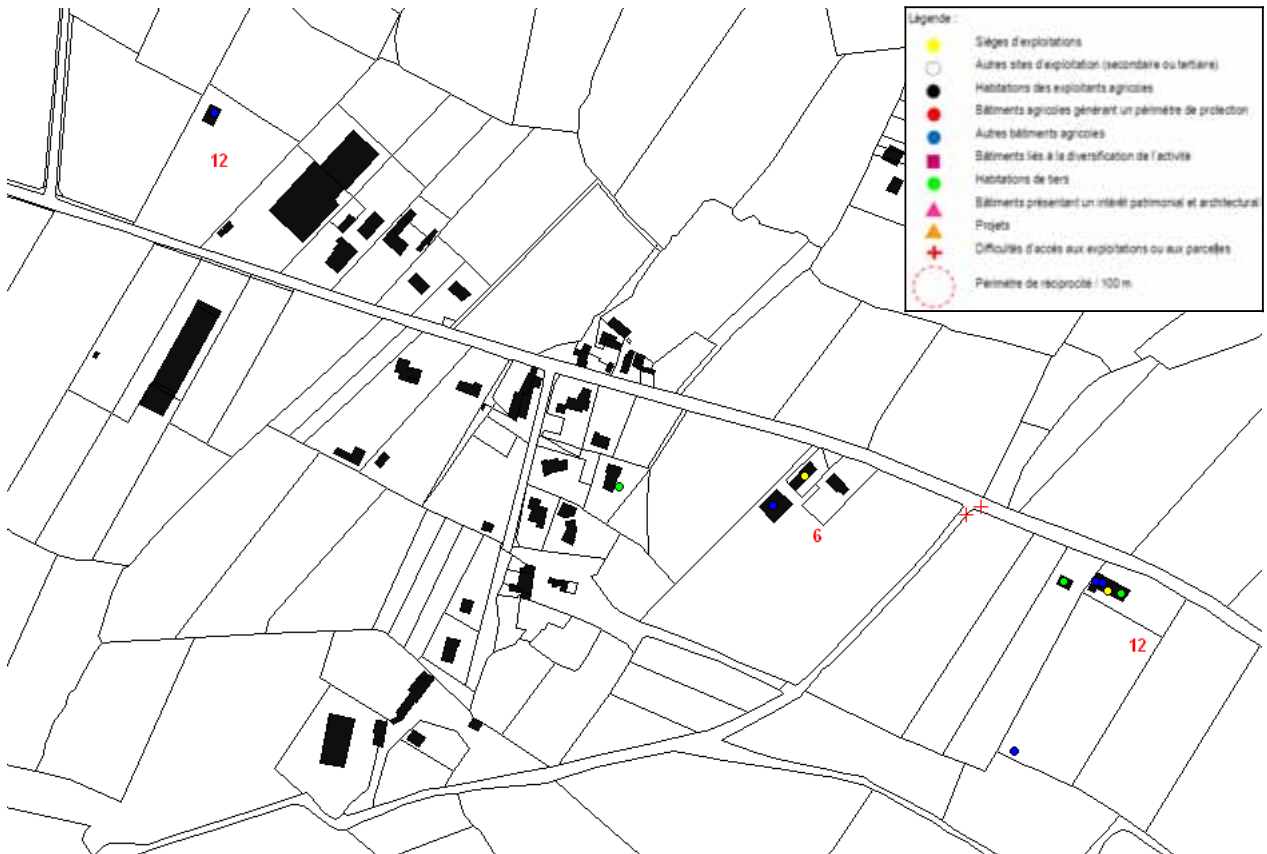 Légende :
Sièges d'exploitations
Autres sites d'exploitation (secondaire ou tertiaire)
Habitations des exploitants agricoles
Bâtiments agricoles générant un périmètre de protection
Autres bâtiments agricoles
Bâtiments liés à la diversification de l'activité
Habitations de tiers
Bâtiments présentant un intérêt patrimonial et architectural
Projets
Difficultés d'accès aux exploitations ou aux parcelles
Périmètre de réciprocité / 100 m
12
6
12